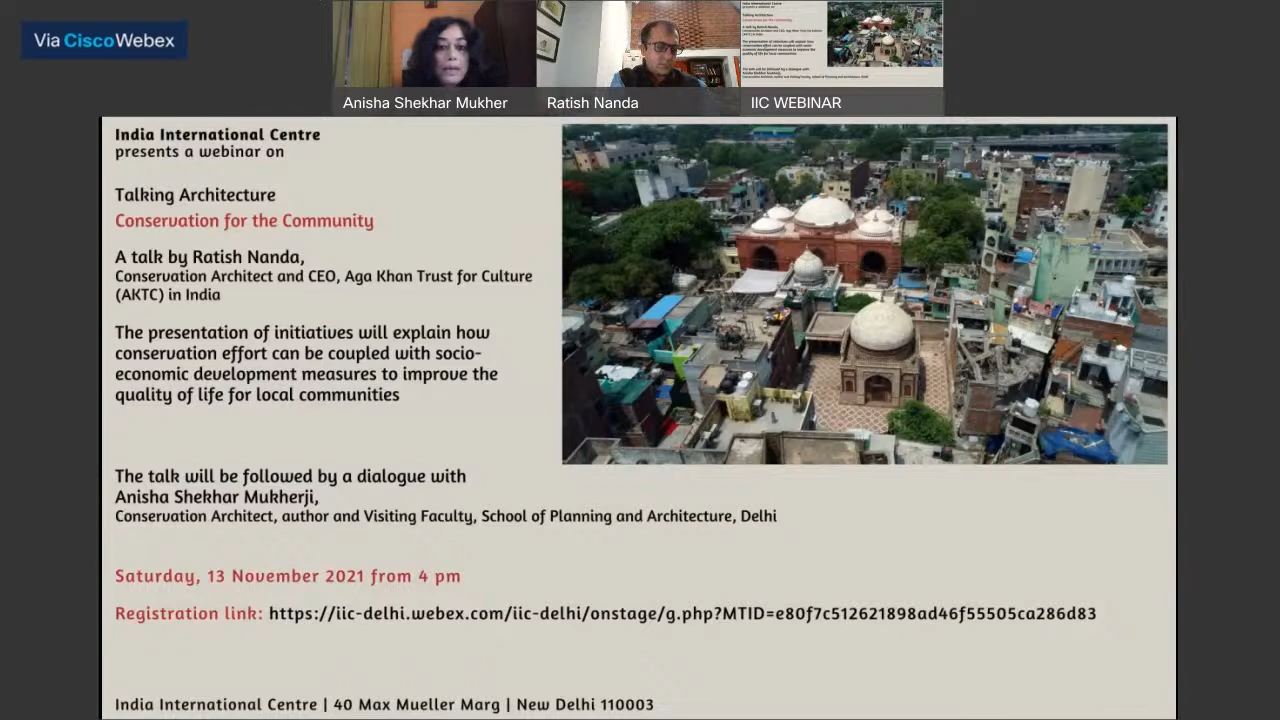 Via Cisco Webex
Anisha Shekhar Mukher
Ratish Nanda
IIC WEBINAR
India International Centre
presents a webinar on
Talking Architecture
Conservation for the Community
A talk by Ratish Nanda,
Conservation Architect and CEO, Aga Khan Trust for Culture
(AKTC) in India
The presentation of initiatives will explain how
conservation effort can be coupled with socio-
economic development measures to improve the
quality of life for local communities
The talk will be followed by a dialogue with
Anisha Shekhar Mukherji,
Conservation Architect, author and Visiting Faculty, School of Planning and Architecture, Delhi
Saturday, 13 November 2021 from 4 pm
Registration link: https://iic-delhi.webex.com/iic-delhi/onstage/g.php?MTID=e80f7c512621898ad46f55505ca286d83
India International Centre | 40 Max Mueller Marg | New Delhi 110003